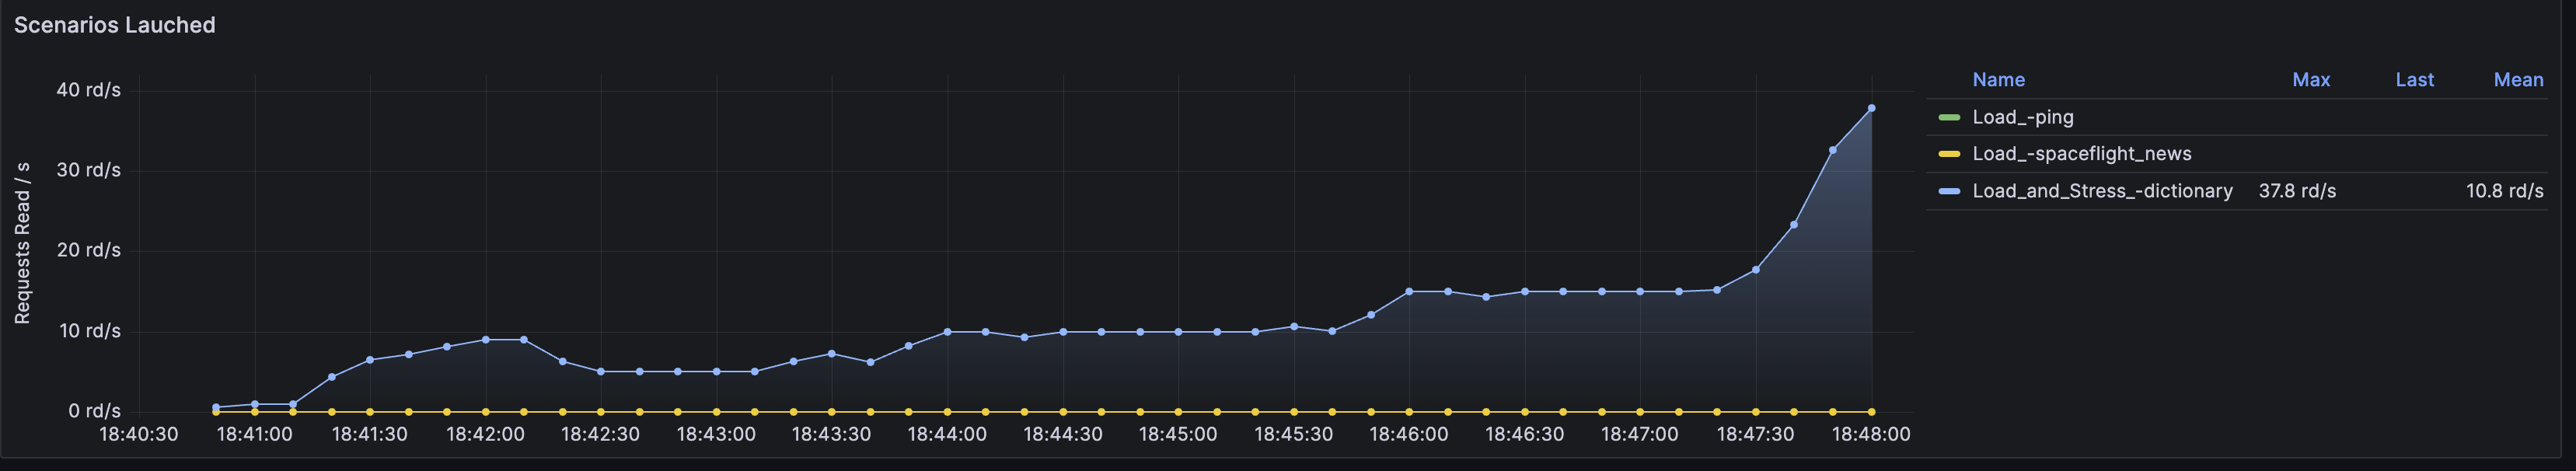 Scenarios Lauched
Requests Read / s
40 rd/s
30 rd/s
20 rd/s
10 rd/s
0 rd/s
18:40:30 18:41:00 18:41:30 18:42:00 18:42:30 18:43:00 18:43:30 18:44:00 18:44:30 18:45:00 18:45:30 18:46:00 18:46:30 18:47:00 18:47:30 18:48:00
Name Max Last Mean
Load_-ping
Load_-spaceflight_news
Load_and_Stress_-dictionary 37.8 rd/s 10.8 rd/s